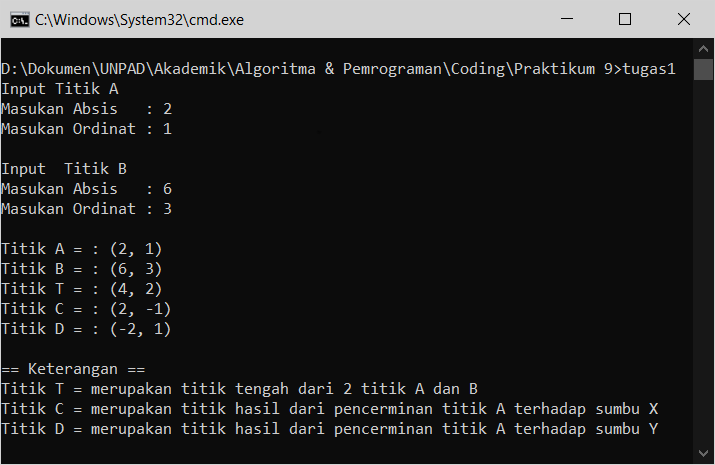 C:\Windows\System32\cmd.exe
D:\Dokumen\UNPAD\Akademik\Algoritma & Pemrograman\Coding\Praktikum 9>tugas1
Input Titik A
Masukan Absis   : 2
Masukan Ordinat : 1
Input  Titik B
Masukan Absis   : 6
Masukan Ordinat : 3
Titik A = : (2, 1)
Titik B = : (6, 3)
Titik T = : (4, 2)
Titik C = : (2, -1)
Titik D = : (-2, 1)
== Keterangan ==
Titik T = merupakan titik tengah dari 2 titik A dan B
Titik C = merupakan titik hasil dari pencerminan titik A terhadap sumbu X
Titik D = merupakan titik hasil dari pencerminan titik A terhadap sumbu Y